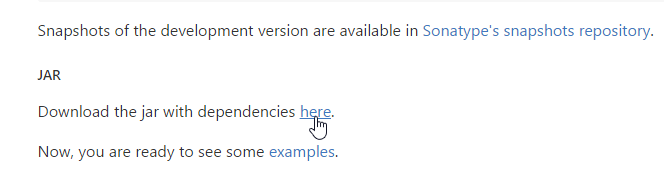 Snapshots of the development version are available in Sonatype's snapshots repository.
JAR
Download the jar with dependencies here.
Now, you are ready to see some examples.